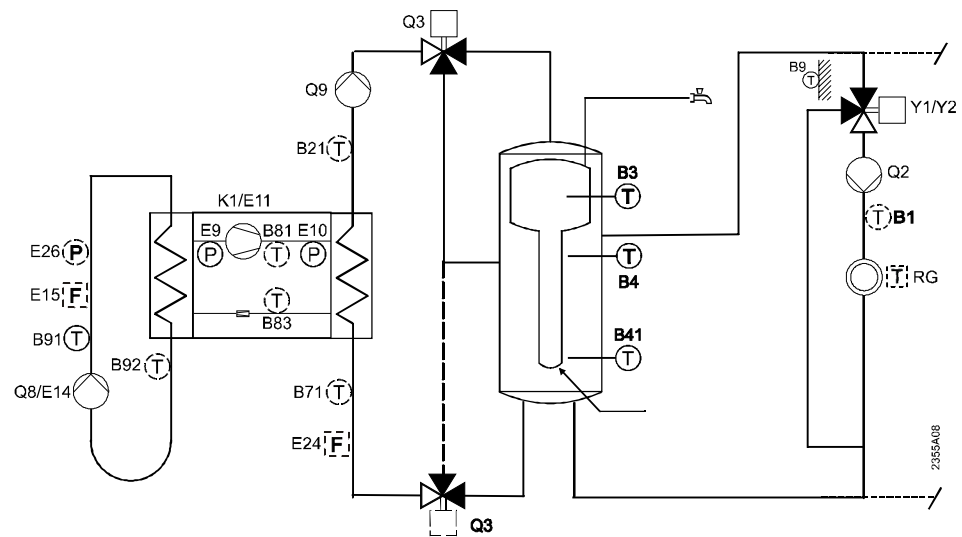 Q3
B9
T
Q9
Y1/Y2
B21 T
Q2
B3
T
K1/E11
T B1
E9 B81 E10
P T P
E26 P
T
B4
T RG
E15 F
T
B83
B91 T
B41
T
B92 T
Q8/E14
B71 T
E24 F
2355A08
Q3